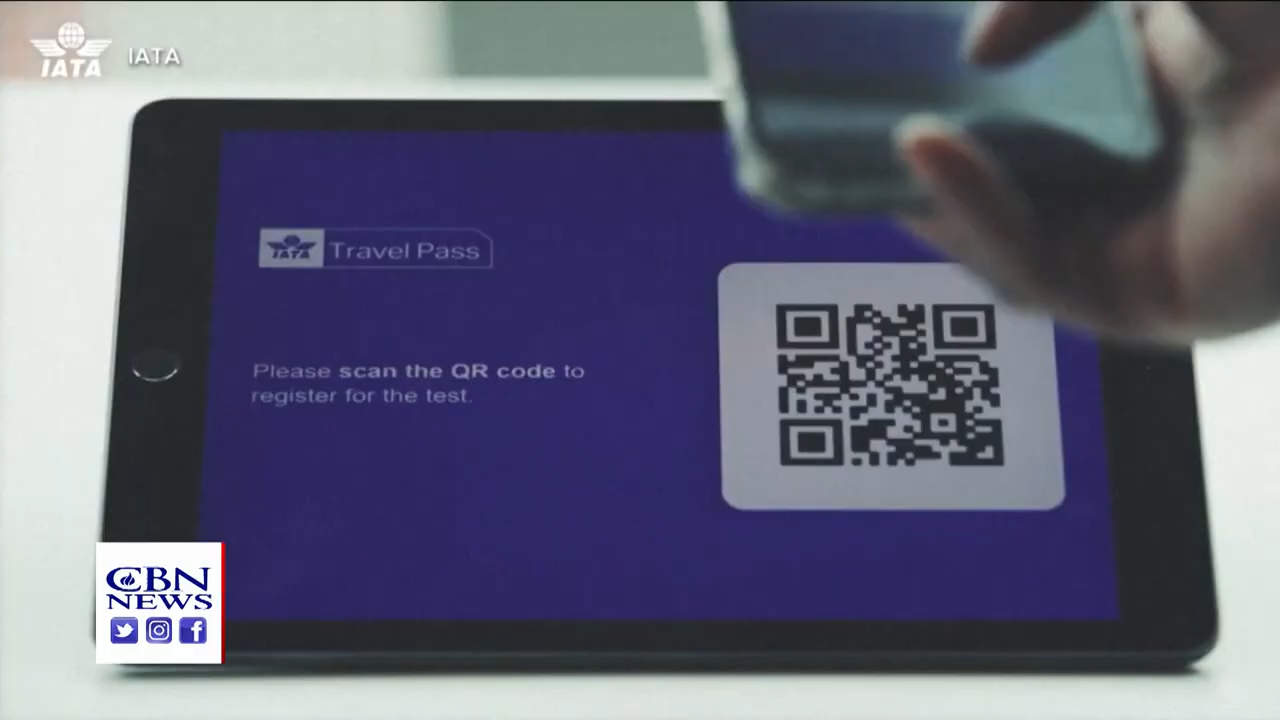 IATA
IATA
IATA Travel Pass
Please scan the QR code to
register for the test.
CBN
NEWS